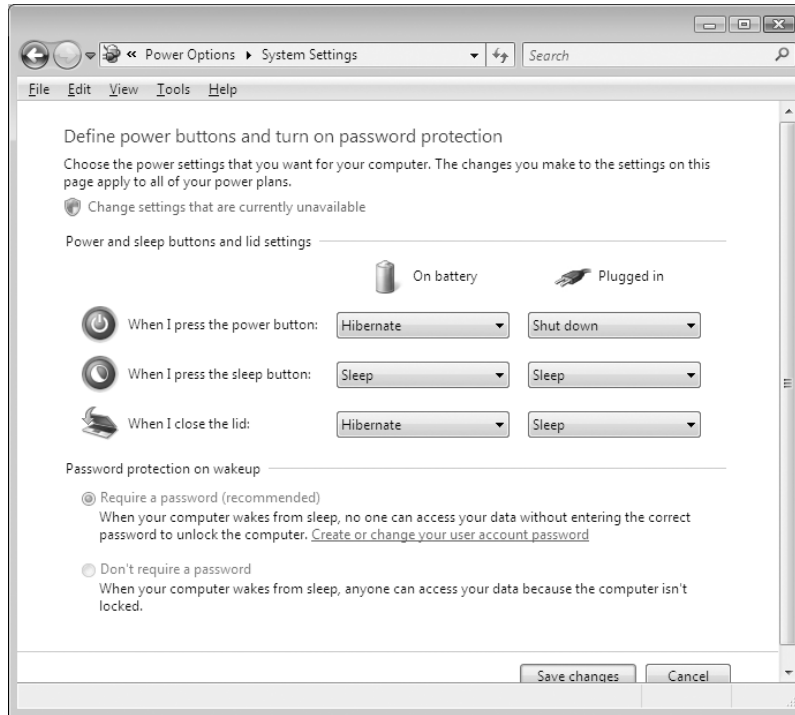 « Power Options ▸ System Settings
Search
File Edit View Tools Help
Define power buttons and turn on password protection
Choose the power settings that you want for your computer. The changes you make to the settings on this
page apply to all of your power plans.
Change settings that are currently unavailable
Power and sleep buttons and lid settings
On battery Plugged in
When I press the power button: Hibernate Shut down
When I press the sleep button: Sleep Sleep
When I close the lid: Hibernate Sleep
Password protection on wakeup
Require a password (recommended)
When your computer wakes from sleep, no one can access your data without entering the correct
password to unlock the computer. Create or change your user account password
Don't require a password
When your computer wakes from sleep, anyone can access your data because the computer isn't
locked.
Save changes Cancel